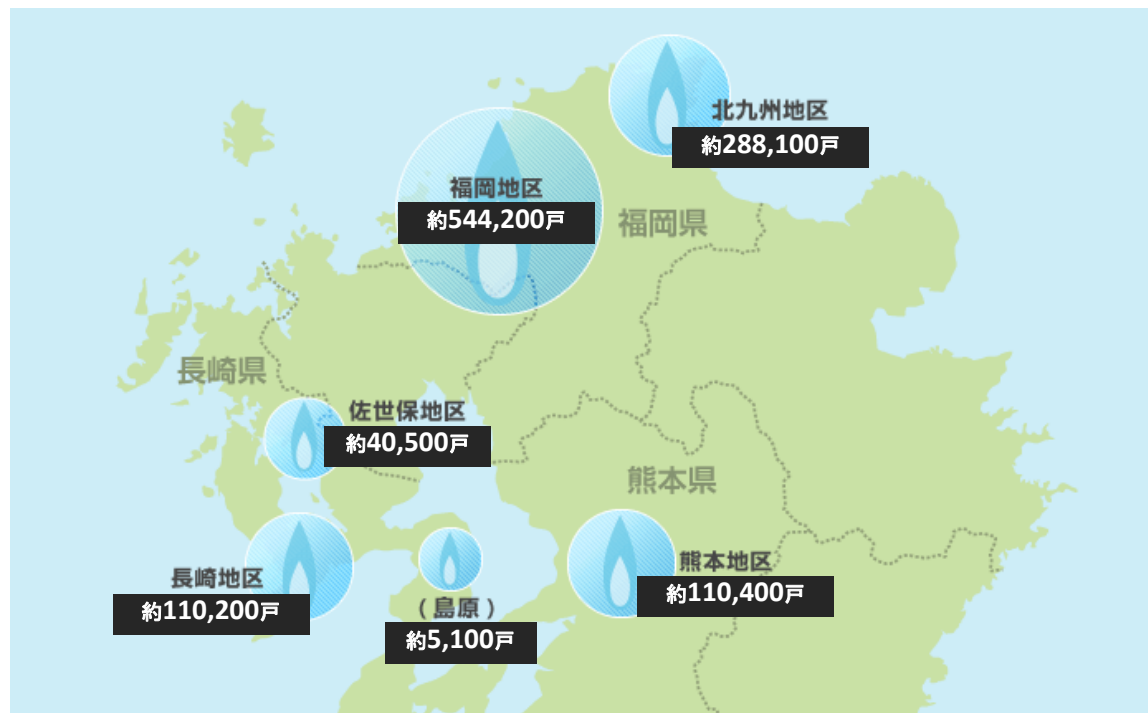 北九州地区
約288,100戸
福岡地区
約544,200戸
福岡県
長崎県
佐世保地区
約40,500戸
熊本県
熊本地区
約110,400戸
長崎地区
約110,200戸
（島原）
約5,100戸